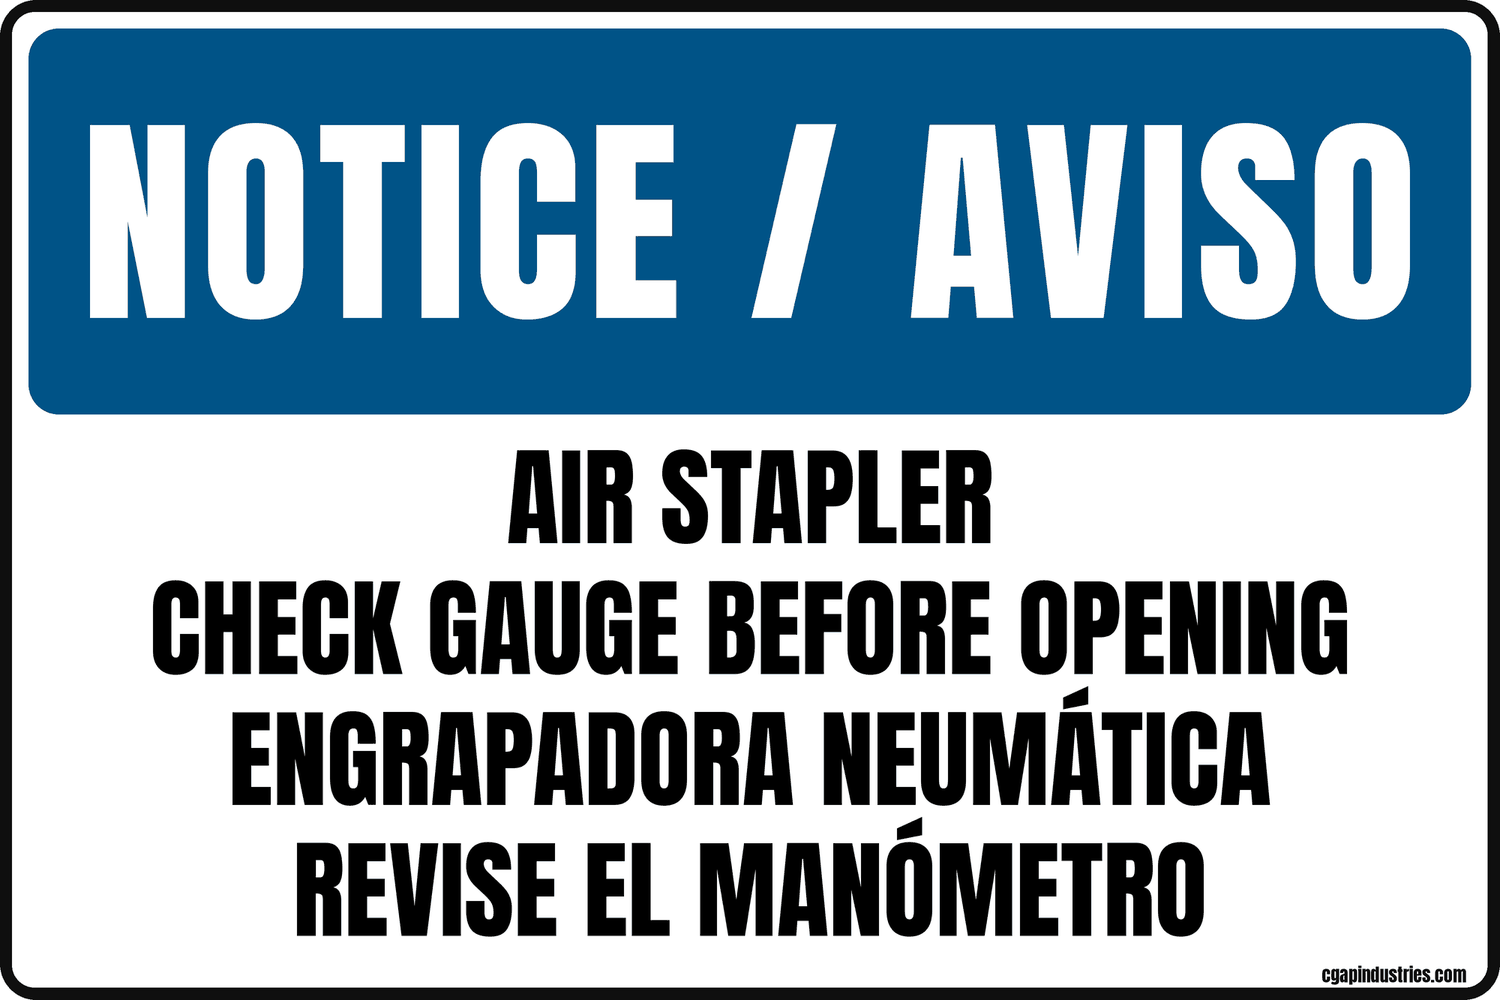 NOTICE / AVISO
AIR STAPLER
CHECK GAUGE BEFORE OPENING
ENGRAPADORA NEUMÁTICA
REVISE EL MANÓMETRO
cgapindustries.com